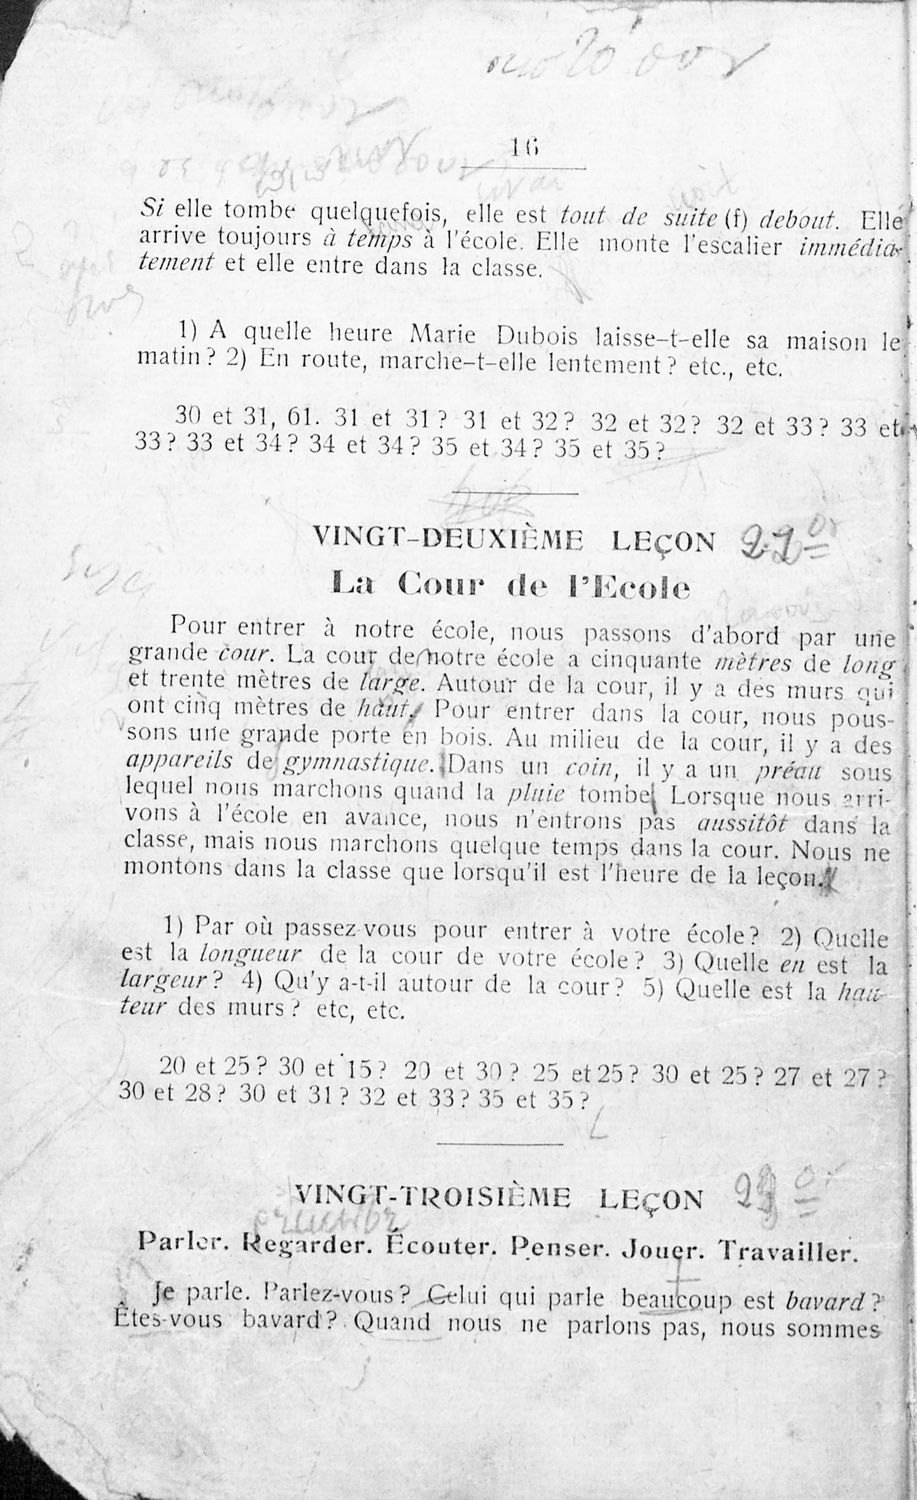 16
Si elle tombe quelquefois, elle est tout de suite (f) debout. Elle
arrive toujours à temps à l'école. Elle monte l'escalier immédia-
tement et elle entre dans la classe.
1) A quelle heure Marie Dubois laisse-t-elle sa maison le
matin? 2) En route, marche-t-elle lentement? etc., etc.
30 et 31, 61. 31 et 31? 31 et 32? 32 et 32? 32 et 33? 33 et
33? 33 et 34? 34 et 34? 35 et 34? 35 et 35?
VINGT-DEUXIÈME LEÇON
La Cour de l'Ecole
Pour entrer à notre école, nous passons d'abord par une
grande cour. La cour de notre école a cinquante mètres de long
et trente mètres de large. Autour de la cour, il y a des murs qui
ont cinq mètres de haut. Pour entrer dans la cour, nous pous-
sons une grande porte en bois. Au milieu de la cour, il y a des
appareils de gymnastique. Dans un coin, il y a un préau sous
lequel nous marchons quand la pluie tombe. Lorsque nous arri-
vons à l'école en avance, nous n'entrons pas aussitôt dans la
classe, mais nous marchons quelque temps dans la cour. Nous ne
montons dans la classe que lorsqu'il est l'heure de la leçon.
1) Par où passez-vous pour entrer à votre école? 2) Quelle
est la longueur de la cour de votre école? 3) Quelle en est la
largeur? 4) Qu'y a-t-il autour de la cour? 5) Quelle est la hau-
teur des murs? etc, etc.
20 et 25? 30 et 15? 20 et 30? 25 et 25? 30 et 25? 27 et 27?
30 et 28? 30 et 31? 32 et 33? 35 et 35?
VINGT-TROISIÈME LEÇON
Parler. Regarder. Écouter. Penser. Jouer. Travailler.
Je parle. Parlez-vous? Celui qui parle beaucoup est bavard?
Êtes-vous bavard? Quand nous ne parlons pas, nous sommes